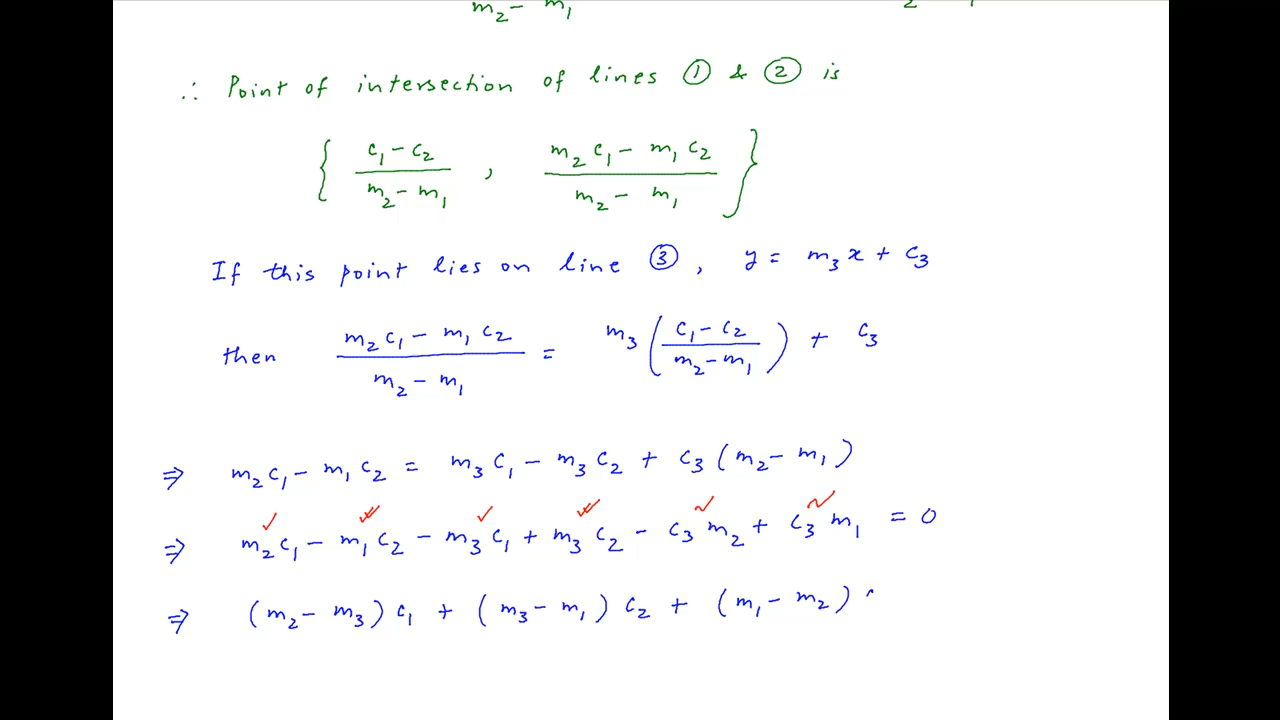 m₂ − m₁
∴ Point of intersection of lines ① & ② is
{ (c₁ − c₂)/(m₂ − m₁) , (m₂c₁ − m₁c₂)/(m₂ − m₁) }
If this point lies on line ③, y = m₃x + c₃
then (m₂c₁ − m₁c₂)/(m₂ − m₁) = m₃((c₁ − c₂)/(m₂ − m₁)) + c₃
⇒ m₂c₁ − m₁c₂ = m₃c₁ − m₃c₂ + c₃(m₂ − m₁)
⇒ m₂c₁ − m₁c₂ − m₃c₁ + m₃c₂ − c₃m₂ + c₃m₁ = 0
⇒ (m₂ − m₃)c₁ + (m₃ − m₁)c₂ + (m₁ − m₂)